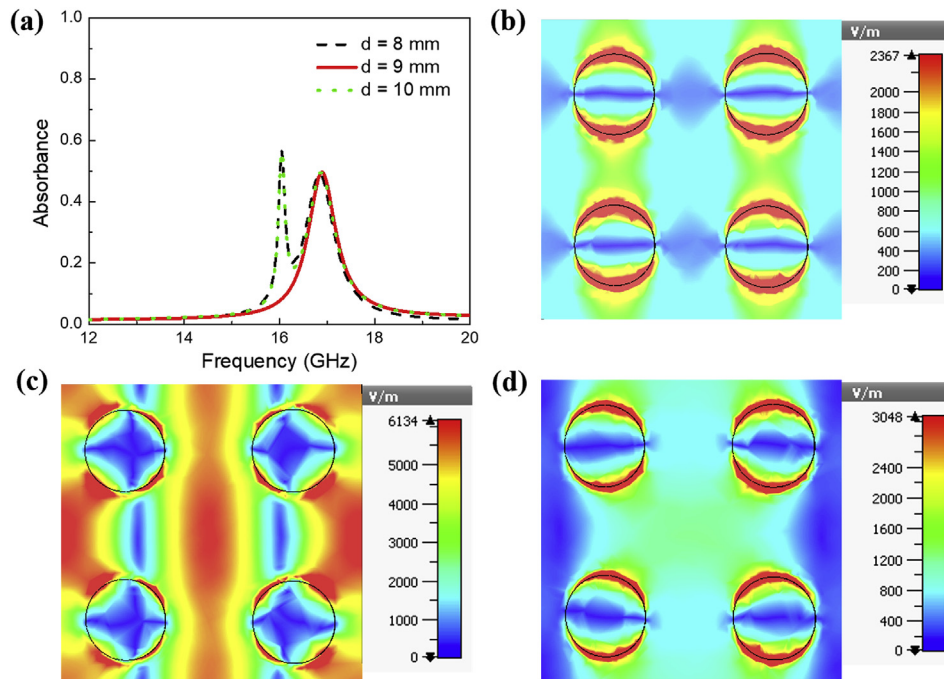 (a)
1.0
0.8
0.6
0.4
0.2
0.0
Absorbance
12 14 16 18 20
Frequency (GHz)
d = 8 mm
d = 9 mm
d = 10 mm
(b)
V/m
2367
2000
1800
1600
1400
1200
1000
800
600
400
200
0
(c)
V/m
6134
5000
4000
3000
2000
1000
0
(d)
V/m
3048
2400
2000
1600
1200
800
400
0